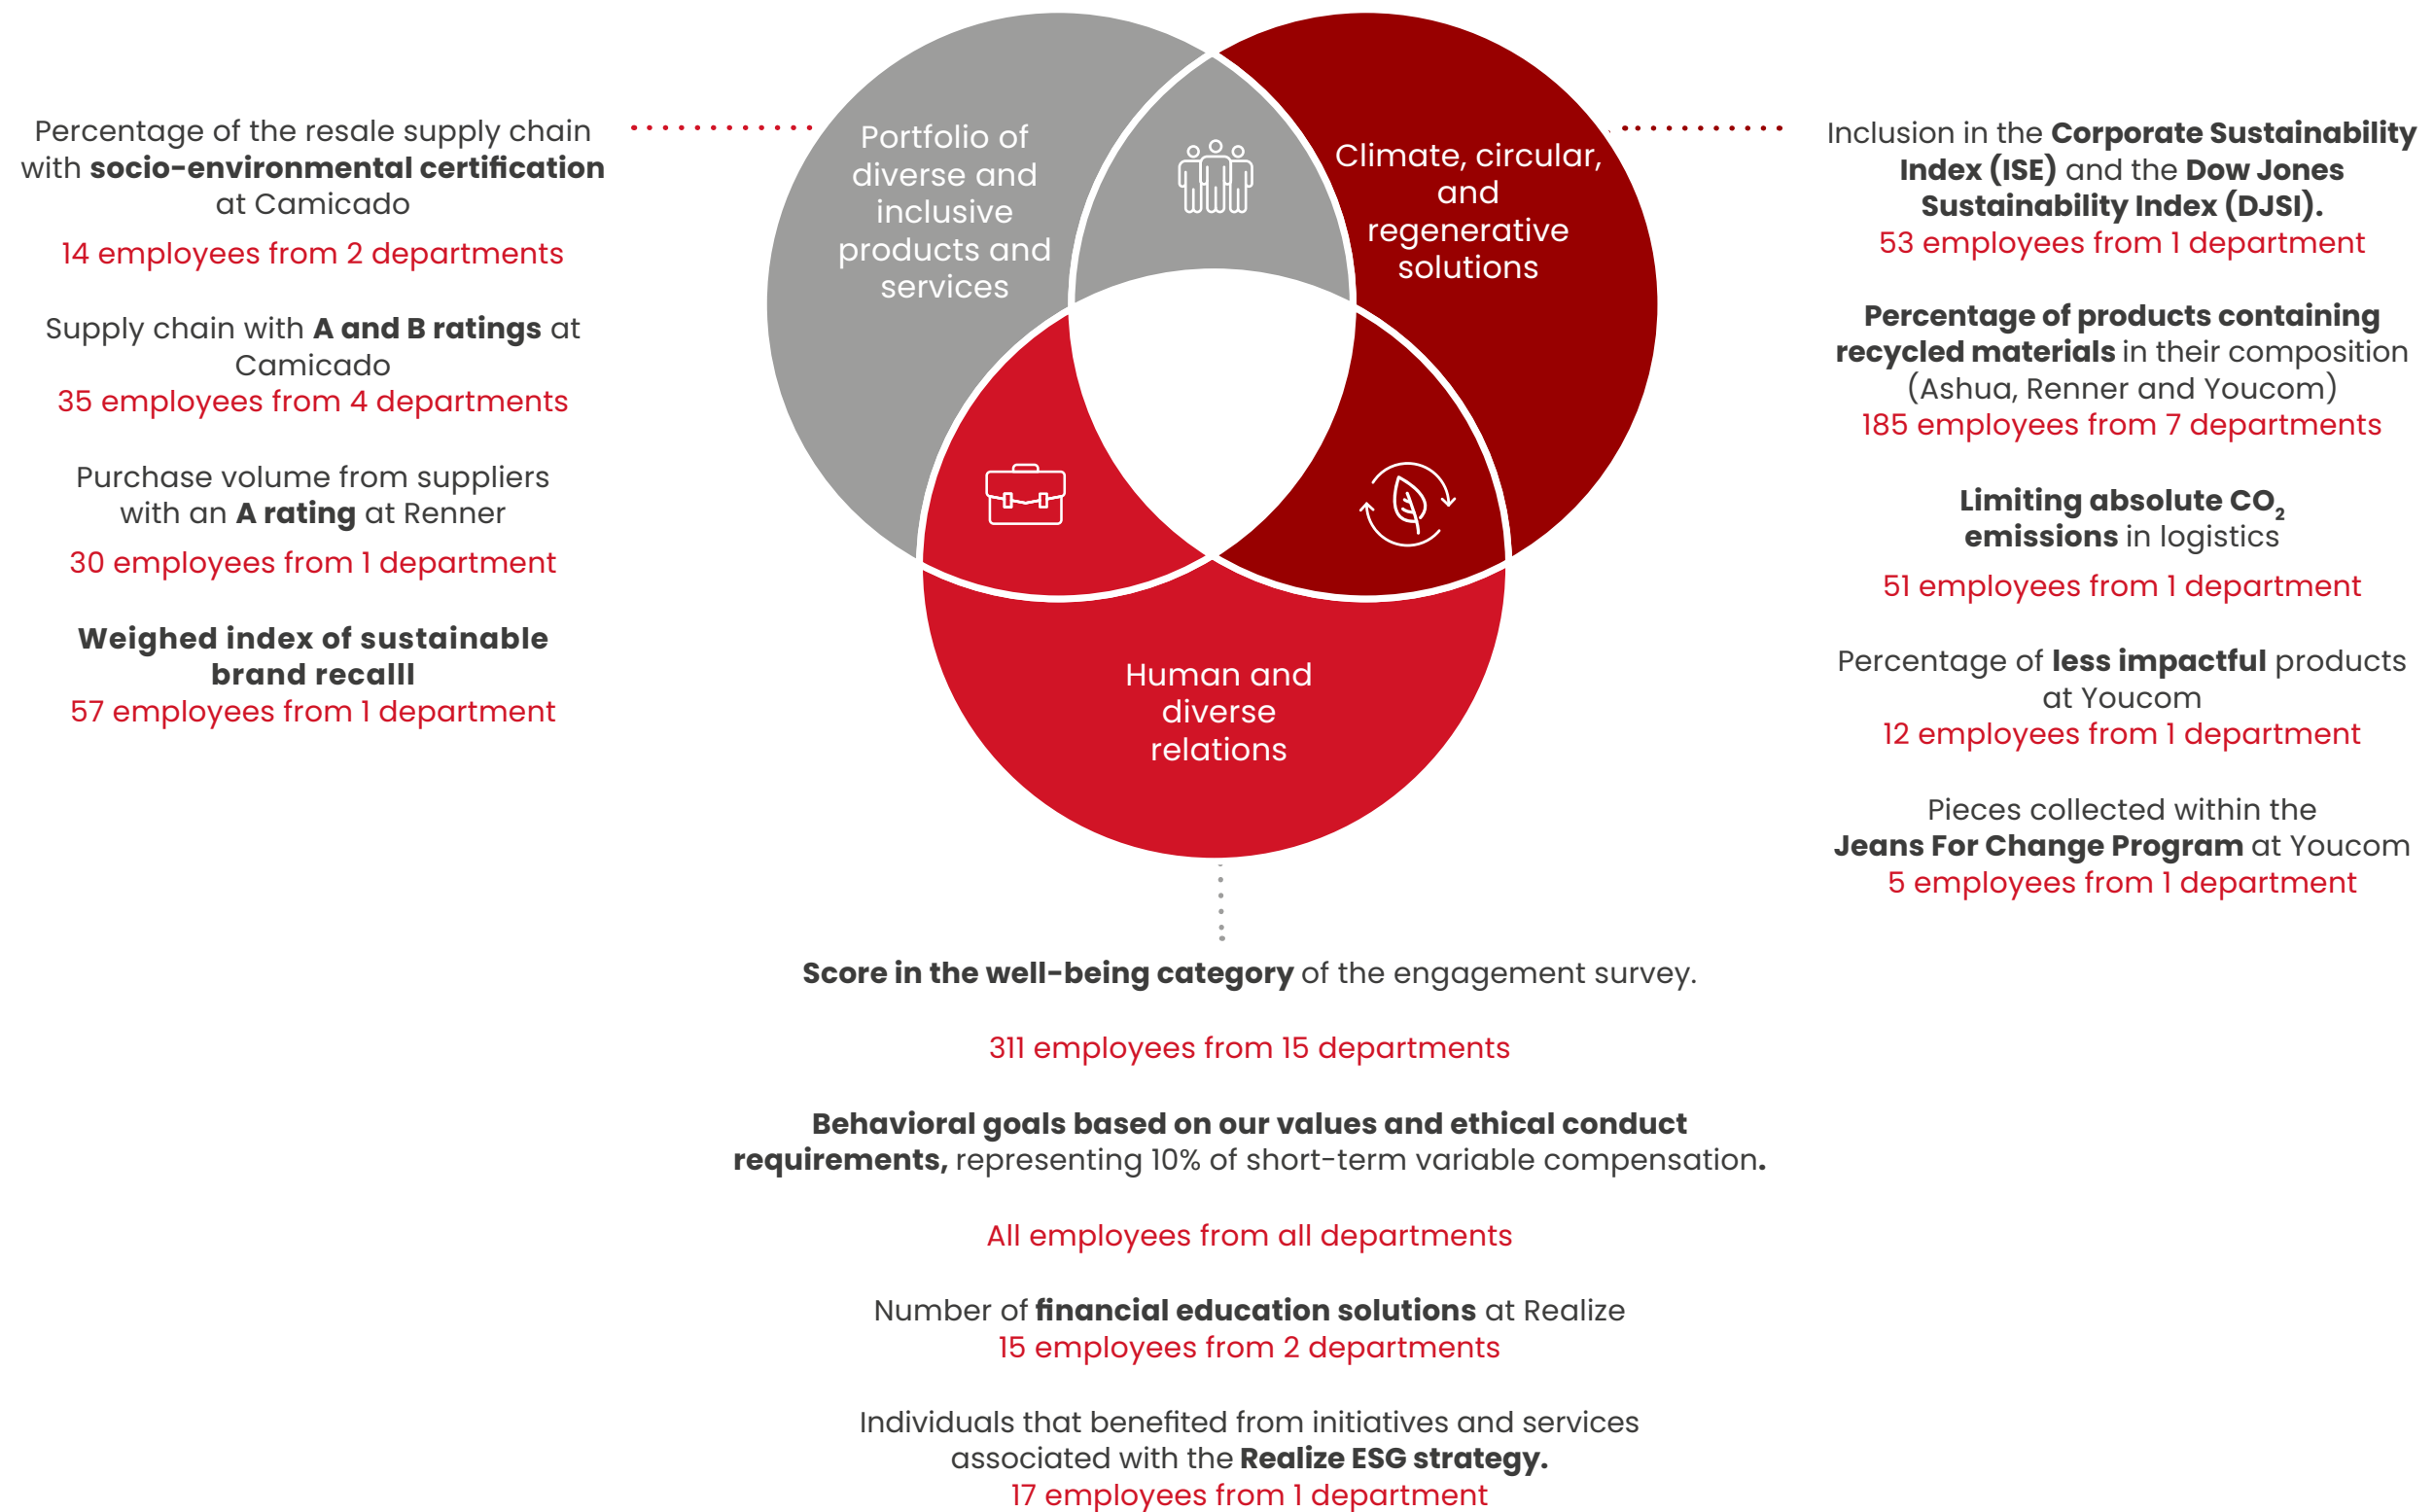 Portfolio of
diverse and
inclusive
products and
services
Climate, circular,
and
regenerative
solutions
Human and
diverse
relations
Percentage of the resale supply chain
with socio-environmental certification
at Camicado
14 employees from 2 departments
Supply chain with A and B ratings at
Camicado
35 employees from 4 departments
Purchase volume from suppliers
with an A rating at Renner
30 employees from 1 department
Weighed index of sustainable
brand recalll
57 employees from 1 department
Inclusion in the Corporate Sustainability
Index (ISE) and the Dow Jones
Sustainability Index (DJSI).
53 employees from 1 department
Percentage of products containing
recycled materials in their composition
(Ashua, Renner and Youcom)
185 employees from 7 departments
Limiting absolute CO₂
emissions in logistics
51 employees from 1 department
Percentage of less impactful products
at Youcom
12 employees from 1 department
Pieces collected within the
Jeans For Change Program at Youcom
5 employees from 1 department
Score in the well-being category of the engagement survey.
311 employees from 15 departments
Behavioral goals based on our values and ethical conduct
requirements, representing 10% of short-term variable compensation.
All employees from all departments
Number of financial education solutions at Realize
15 employees from 2 departments
Individuals that benefited from initiatives and services
associated with the Realize ESG strategy.
17 employees from 1 department